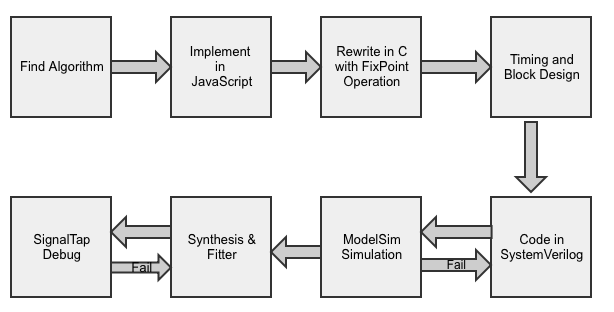 Find Algorithm
Implement
in
JavaScript
Rewrite in C
with FixPoint
Operation
Timing and
Block Design
SignalTap
Debug
Fail
Synthesis &
Fitter
ModelSim
Simulation
Fail
Code in
SystemVerilog